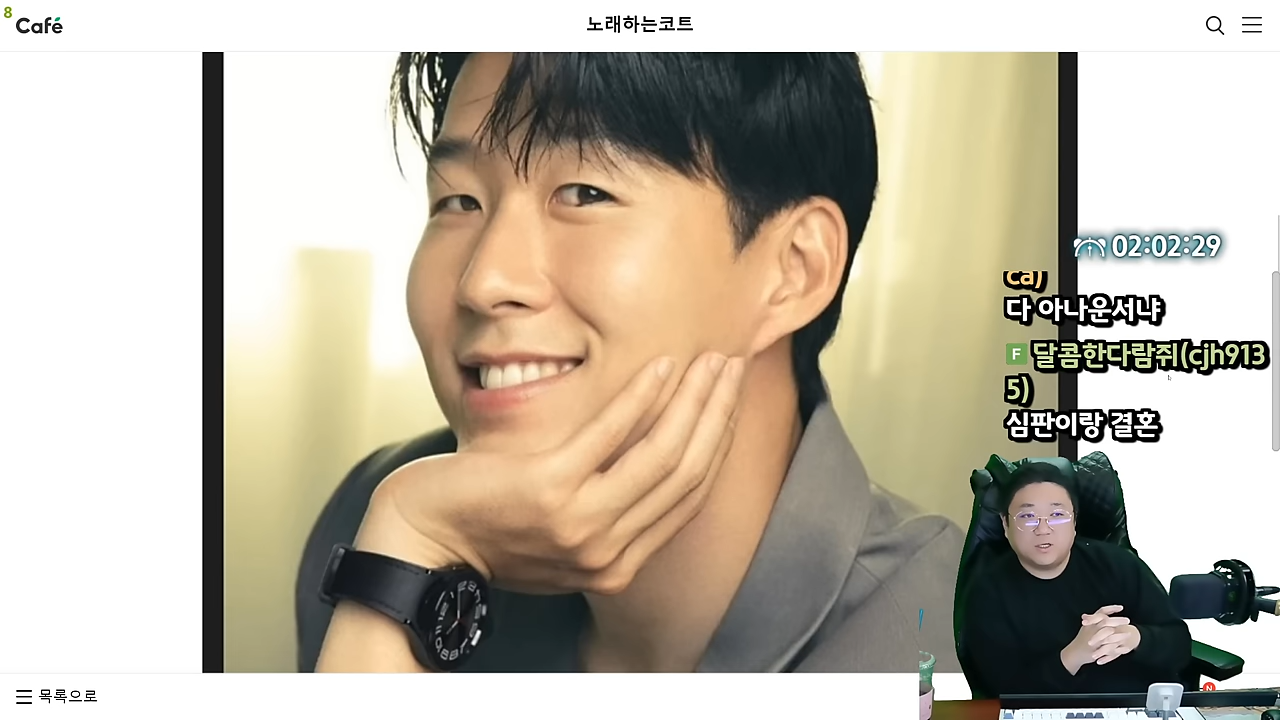 8
Café
노래하는코트
02:02:29
ca)
다 아나운서냐
F 달콤한다람쥐(cjh913
5)
심판이랑 결혼
목록으로
N